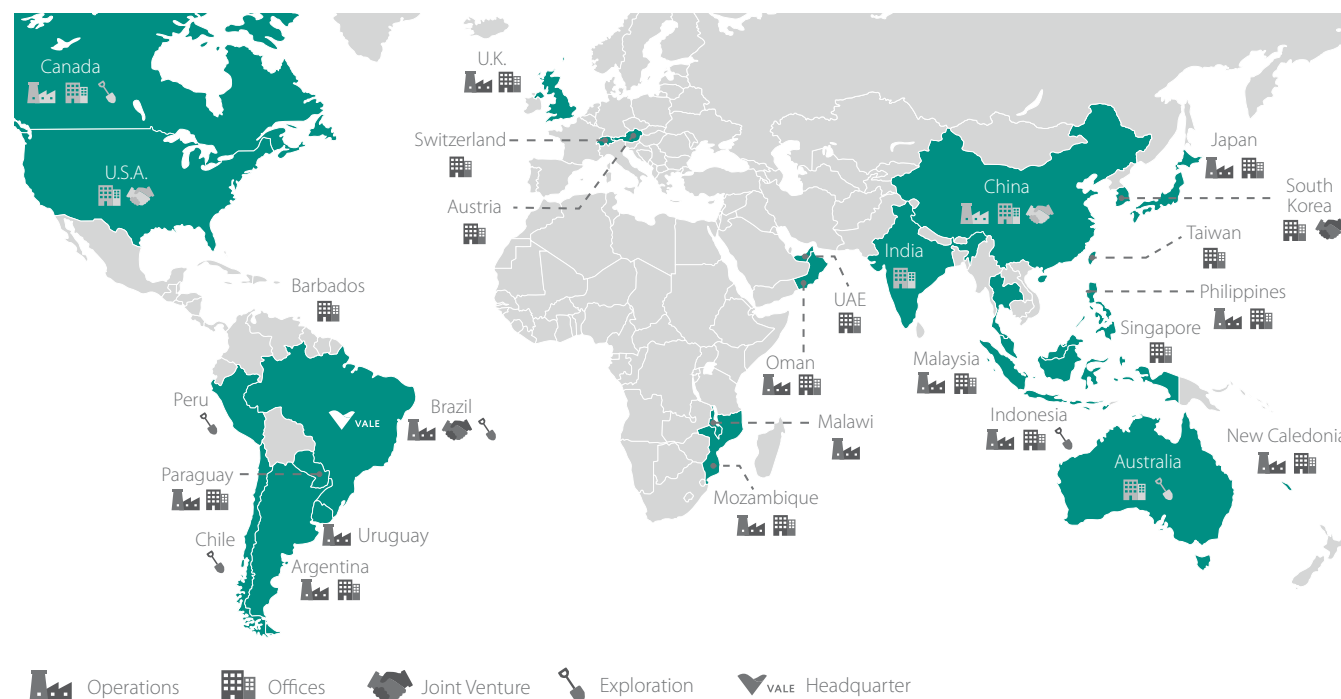 Canada
U.K.
Switzerland
Japan
U.S.A.
China
South
Korea
Austria
Taiwan
India
Barbados
UAE
Philippines
Singapore
Oman
Malaysia
Peru
Brazil
VALE
Malawi
Indonesia
New Caledonia
Australia
Paraguay
Mozambique
Chile
Uruguay
Argentina
Operations
Offices
Joint Venture
Exploration
VALE Headquarter